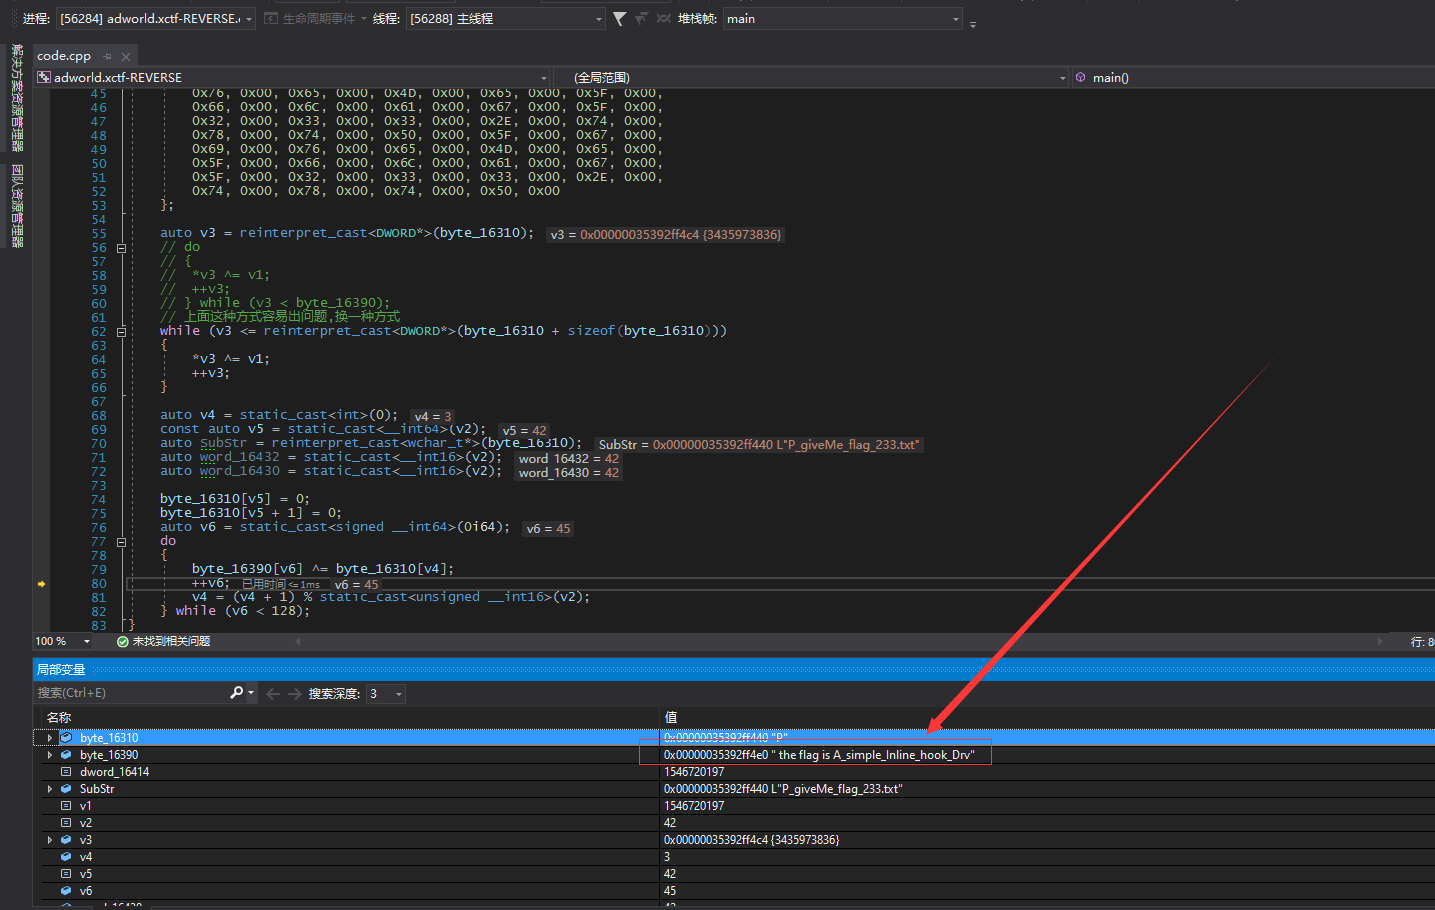 进程: [56284] adworld.xctf-REVERSE.e 生命周期事件 线程: [56288] 主线程 堆栈帧: main
解决方案资源管理器
团队资源管理器
code.cpp
adworld.xctf-REVERSE (全局范围) main()
45 0x76, 0x00, 0x65, 0x00, 0x4D, 0x00, 0x65, 0x00, 0x5F, 0x00,
46 0x66, 0x00, 0x6C, 0x00, 0x61, 0x00, 0x67, 0x00, 0x5F, 0x00,
47 0x32, 0x00, 0x33, 0x00, 0x33, 0x00, 0x2E, 0x00, 0x74, 0x00,
48 0x78, 0x00, 0x74, 0x00, 0x50, 0x00, 0x5F, 0x00, 0x67, 0x00,
49 0x69, 0x00, 0x76, 0x00, 0x65, 0x00, 0x4D, 0x00, 0x65, 0x00,
50 0x5F, 0x00, 0x66, 0x00, 0x6C, 0x00, 0x61, 0x00, 0x67, 0x00,
51 0x5F, 0x00, 0x32, 0x00, 0x33, 0x00, 0x33, 0x00, 0x2E, 0x00,
52 0x74, 0x00, 0x78, 0x00, 0x74, 0x00, 0x50, 0x00
53 };
54
55 auto v3 = reinterpret_cast<DWORD*>(byte_16310); v3 = 0x00000035392ff4c4 {3435973836}
56 // do
57 // {
58 // *v3 ^= v1;
59 // ++v3;
60 // } while (v3 < byte_16390);
61 // 上面这种方式容易出问题,换一种方式
62 while (v3 <= reinterpret_cast<DWORD*>(byte_16310 + sizeof(byte_16310)))
63 {
64 *v3 ^= v1;
65 ++v3;
66 }
67
68 auto v4 = static_cast<int>(0); v4 = 3
69 const auto v5 = static_cast<__int64>(v2); v5 = 42
70 auto SubStr = reinterpret_cast<wchar_t*>(byte_16310); SubStr = 0x00000035392ff440 L"P_giveMe_flag_233.txt"
71 auto word_16432 = static_cast<__int16>(v2); word_16432 = 42
72 auto word_16430 = static_cast<__int16>(v2); word_16430 = 42
73
74 byte_16310[v5] = 0;
75 byte_16310[v5 + 1] = 0;
76 auto v6 = static_cast<signed __int64>(0i64); v6 = 45
77 do
78 {
79 byte_16390[v6] ^= byte_16310[v4];
80 ++v6; 已用时间<=1ms v6 = 45
81 v4 = (v4 + 1) % static_cast<unsigned __int16>(v2);
82 } while (v6 < 128);
83 }
100 % 未找到相关问题 行: 8
局部变量
搜索(Ctrl+E) 搜索深度: 3
名称 值
byte_16310 0x00000035392ff440 "P"
byte_16390 0x00000035392ff4e0 " the flag is A_simple_Inline_hook_Drv"
dword_16414 1546720197
SubStr 0x00000035392ff440 L"P_giveMe_flag_233.txt"
v1 1546720197
v2 42
v3 0x00000035392ff4c4 {3435973836}
v4 3
v5 42
v6 45